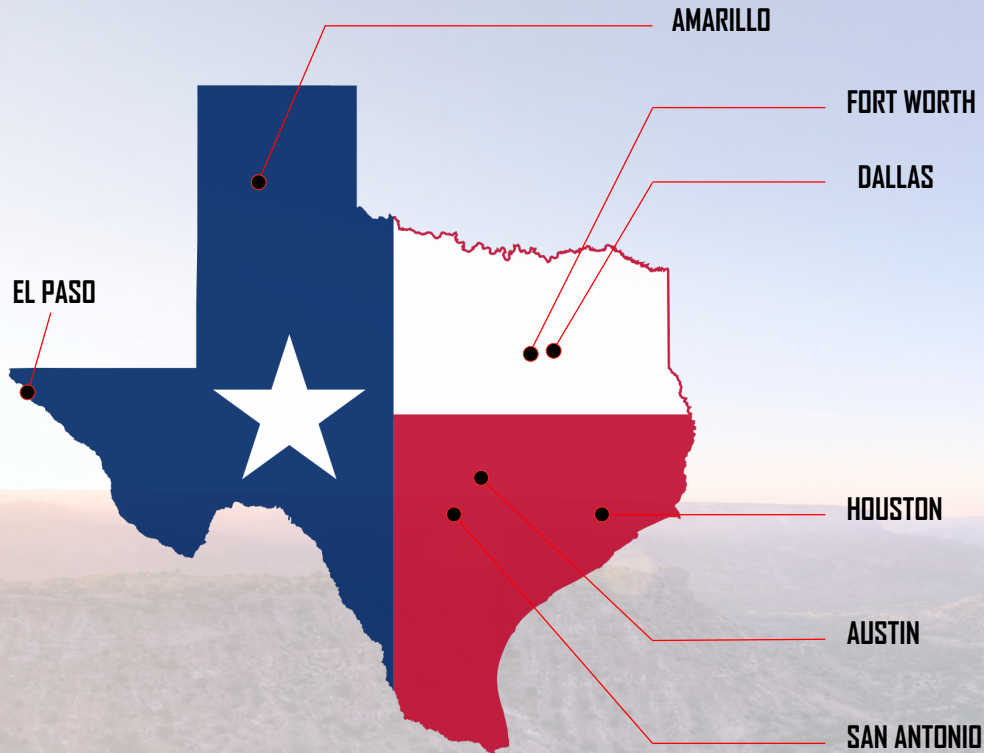 AMARILLO
FORT WORTH
DALLAS
EL PASO
HOUSTON
AUSTIN
SAN ANTONIO